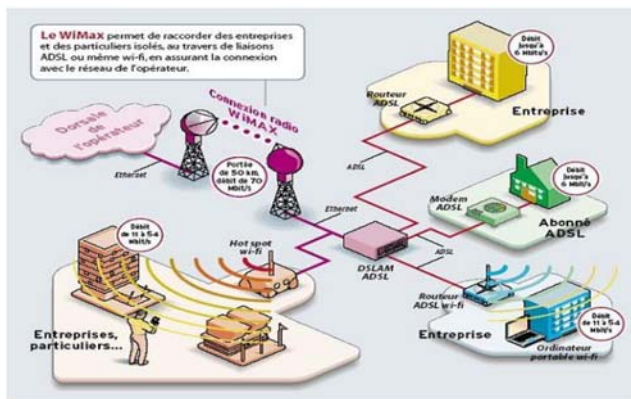 Le WiMax permet de raccorder des entreprises
et des particuliers isolés, au travers de liaisons
ADSL ou même wi-fi, en assurant la connexion
avec le réseau de l'opérateur.
Débit
jusqu'à
6 Mbit/s
Routeur
ADSL
Entreprise
Connexion radio
WiMAX
Dorsale
de
l'opérateur
Ethernet
Portée
de 50 km,
débit de 70
Mbit/s
ADSL
Débit
jusqu'à
6 Mbit/s
Modem
ADSL
Abonné
ADSL
Ethernet
Débit
de 11 à 54
Mbit/s
Hot spot
wi-fi
DSLAM
ADSL
ADSL
Routeur
ADSL wi-fi
Entreprise
Débit
de 11 à 54
Mbit/s
Ordinateur
portable wi-fi
Entreprises,
particuliers...